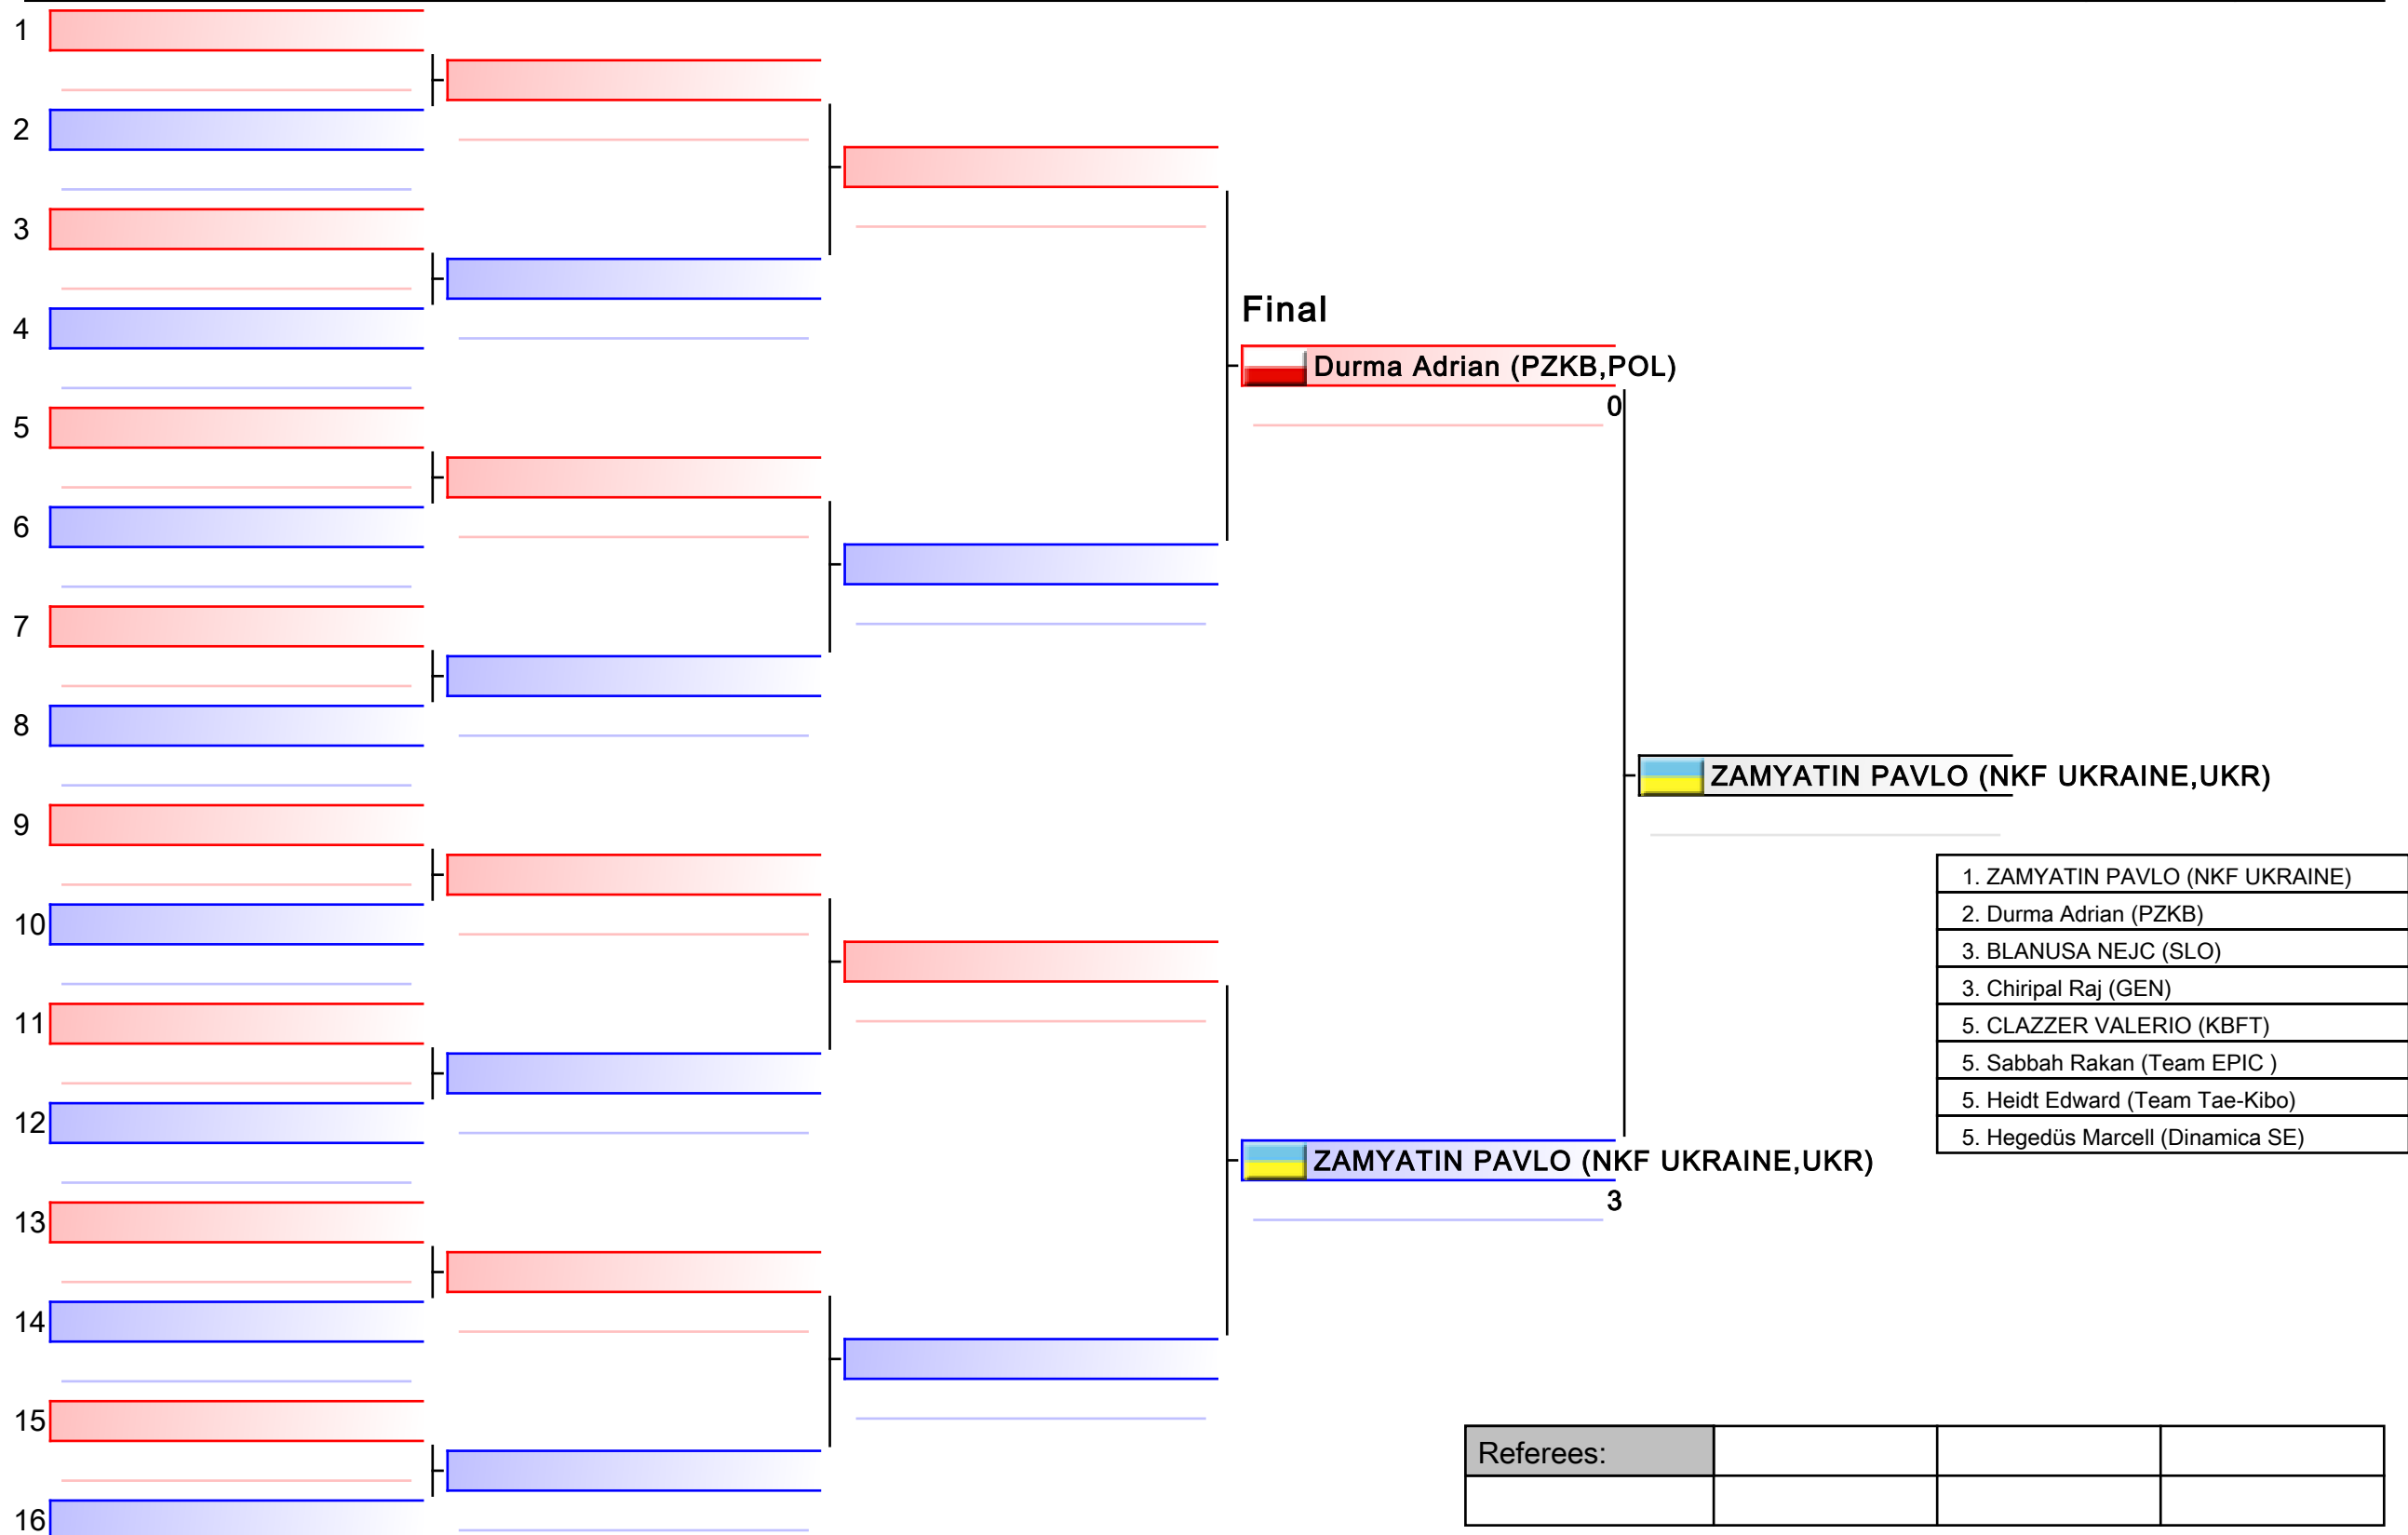 1
2
3
4
Final
Durma Adrian (PZKB,POL)
0
5
6
7
8
ZAMYATIN PAVLO (NKF UKRAINE,UKR)
9
10
11
12
13
14
15
16
1. ZAMYATIN PAVLO (NKF UKRAINE)
2. Durma Adrian (PZKB)
3. BLANUSA NEJC (SLO)
3. Chiripal Raj (GEN)
5. CLAZZER VALERIO (KBFT)
5. Sabbah Rakan (Team EPIC )
5. Heidt Edward (Team Tae-Kibo)
5. Hegedüs Marcell (Dinamica SE)
ZAMYATIN PAVLO (NKF UKRAINE,UKR)
3
Referees: